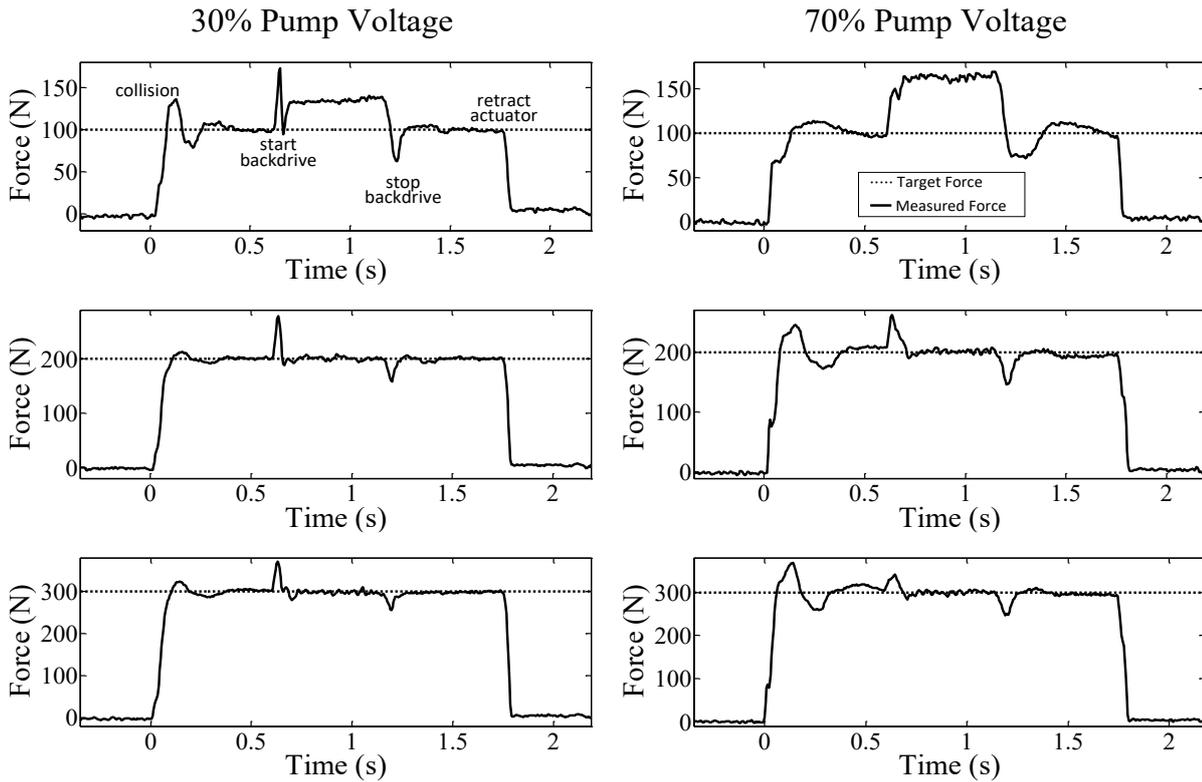 30% Pump Voltage
70% Pump Voltage
Force (N)
150
100
50
0
collision
start
backdrive
stop
backdrive
retract
actuator
0 0.5 1 1.5 2
Time (s)
Force (N)
150
100
50
0
Target Force
Measured Force
0 0.5 1 1.5 2
Time (s)
Force (N)
200
100
0
0 0.5 1 1.5 2
Time (s)
Force (N)
200
100
0
0 0.5 1 1.5 2
Time (s)
Force (N)
300
200
100
0
0 0.5 1 1.5 2
Time (s)
Force (N)
300
200
100
0
0 0.5 1 1.5 2
Time (s)